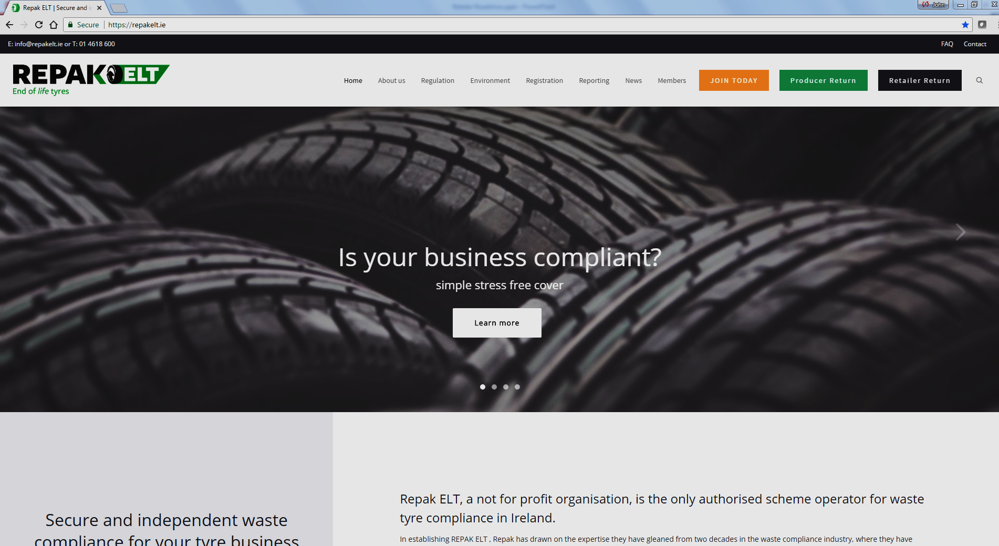 Repak ELT | Secure and i
John
Secure | https://repakelt.ie
E: info@repakelt.ie or T: 01 4618 600
FAQ Contact
REPAK ELT
End of life tyres
Home About us Regulation Environment Registration Reporting News Members JOIN TODAY Producer Return Retailer Return
Is your business compliant?
simple stress free cover
Learn more
Secure and independent waste
compliance for your tyre business
Repak ELT, a not for profit organisation, is the only authorised scheme operator for waste
tyre compliance in Ireland.
In establishing REPAK ELT , Repak has drawn on the expertise they have gleaned from two decades in the waste compliance industry, where they have